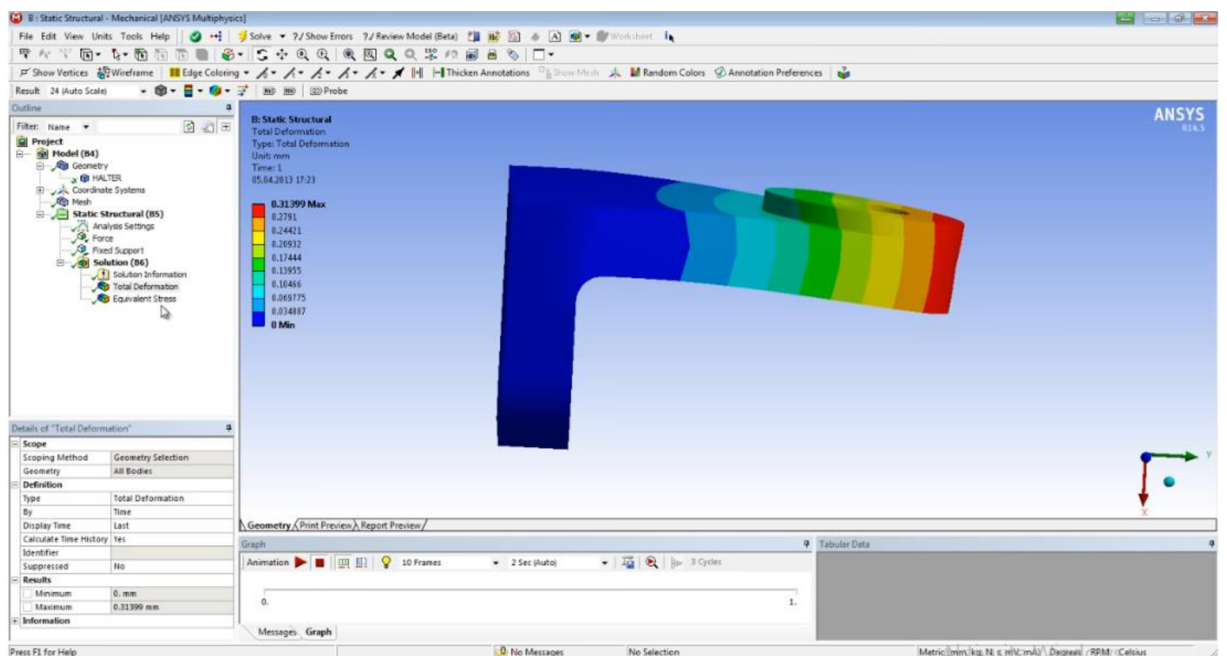 B : Static Structural - Mechanical [ANSYS Multiphysics]
File Edit View Units Tools Help Solve ?/ Show Errors ?/ Review Model (Beta) A Worksheet
Show Vertices Wireframe Edge Coloring Thicken Annotations Show Mesh Random Colors Annotation Preferences
Result 24 (Auto Scale) Probe
Outline
Filter: Name
Project
Model (B4)
Geometry
HALTER
Coordinate Systems
Mesh
Static Structural (B5)
Analysis Settings
Force
Fixed Support
Solution (B6)
Solution Information
Total Deformation
Equivalent Stress
B: Static Structural
Total Deformation
Type: Total Deformation
Unit: mm
Time: 1
05.04.2013 17:23
0.31399 Max
0.2791
0.24421
0.20932
0.17444
0.13955
0.10466
0.069775
0.034887
0 Min
ANSYS
R14.5
Y
X
Details of "Total Deformation"
Scope
Scoping Method Geometry Selection
Geometry All Bodies
Definition
Type Total Deformation
By Time
Display Time Last
Calculate Time History Yes
Identifier
Suppressed No
Results
Minimum 0. mm
Maximum 0.31399 mm
Information
Geometry Print Preview Report Preview
Graph
Animation 10 Frames 2 Sec (Auto) 3 Cycles
0. 1.
Messages Graph
Tabular Data
Press F1 for Help No Messages No Selection Metric (mm, kg, N, s, mV, mA) Degrees RPM Celsius